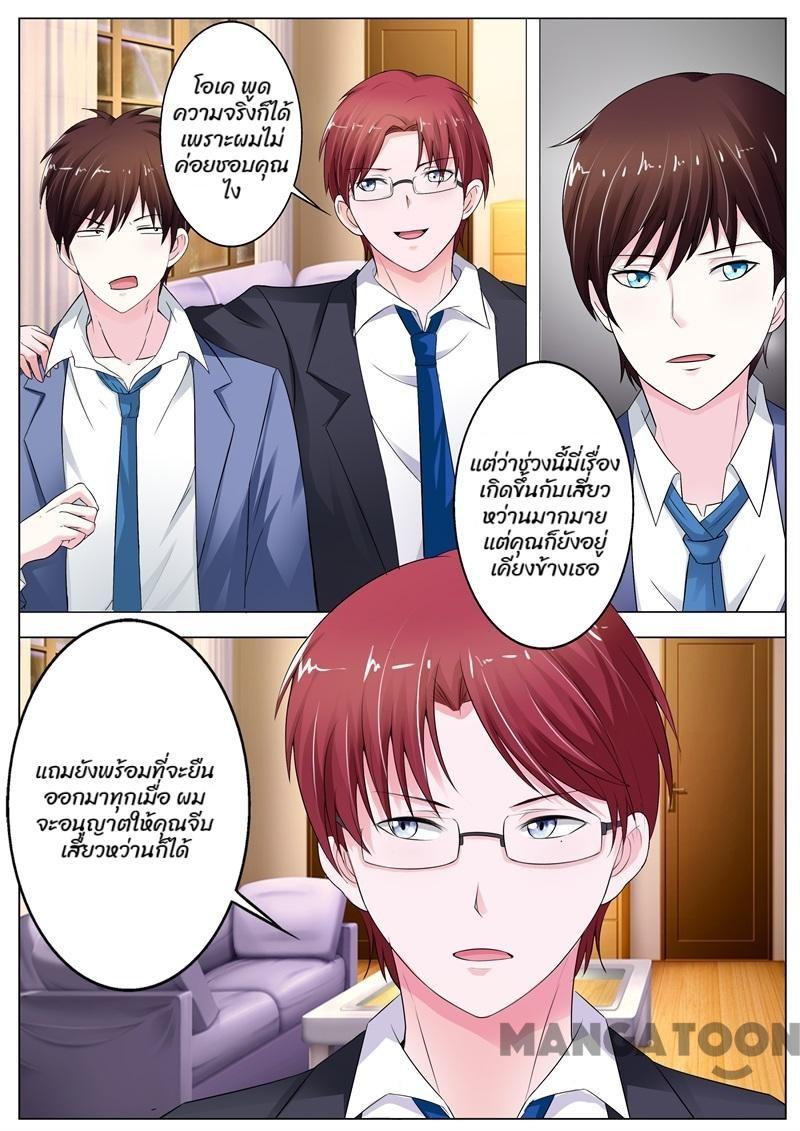 โอเค พูด
ความจริงก็ได้
เพราะผมไม่
ค่อยชอบคุณ
ไง
แต่ว่าช่วงนี้มีเรื่อง
เกิดขึ้นกับเสี่ยว
หว่านมากมาย
แต่คุณก็ยังอยู่
เคียงข้างเธอ
แถมยังพร้อมที่จะยืน
ออกมาทุกเมื่อ ผม
จะอนุญาตให้คุณจีบ
เสี่ยวหว่านก็ได้
MANGATOON